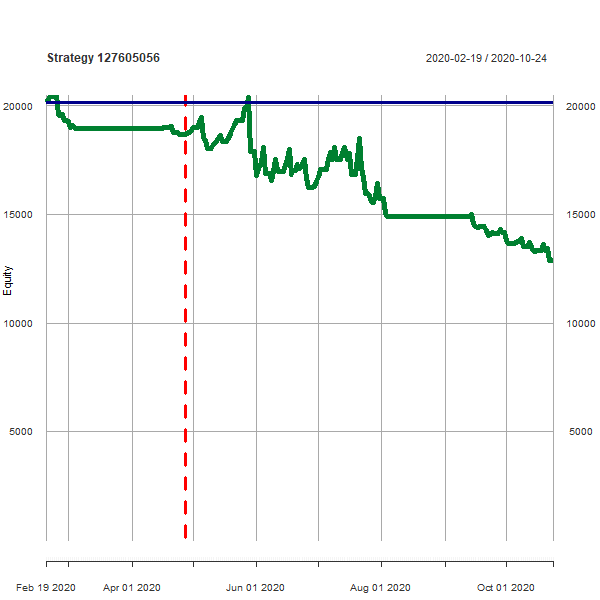 Strategy 127605056
2020-02-19 / 2020-10-24
20000
20000
15000
15000
Equity
10000
10000
5000
5000
Feb 19 2020
Apr 01 2020
Jun 01 2020
Aug 01 2020
Oct 01 2020